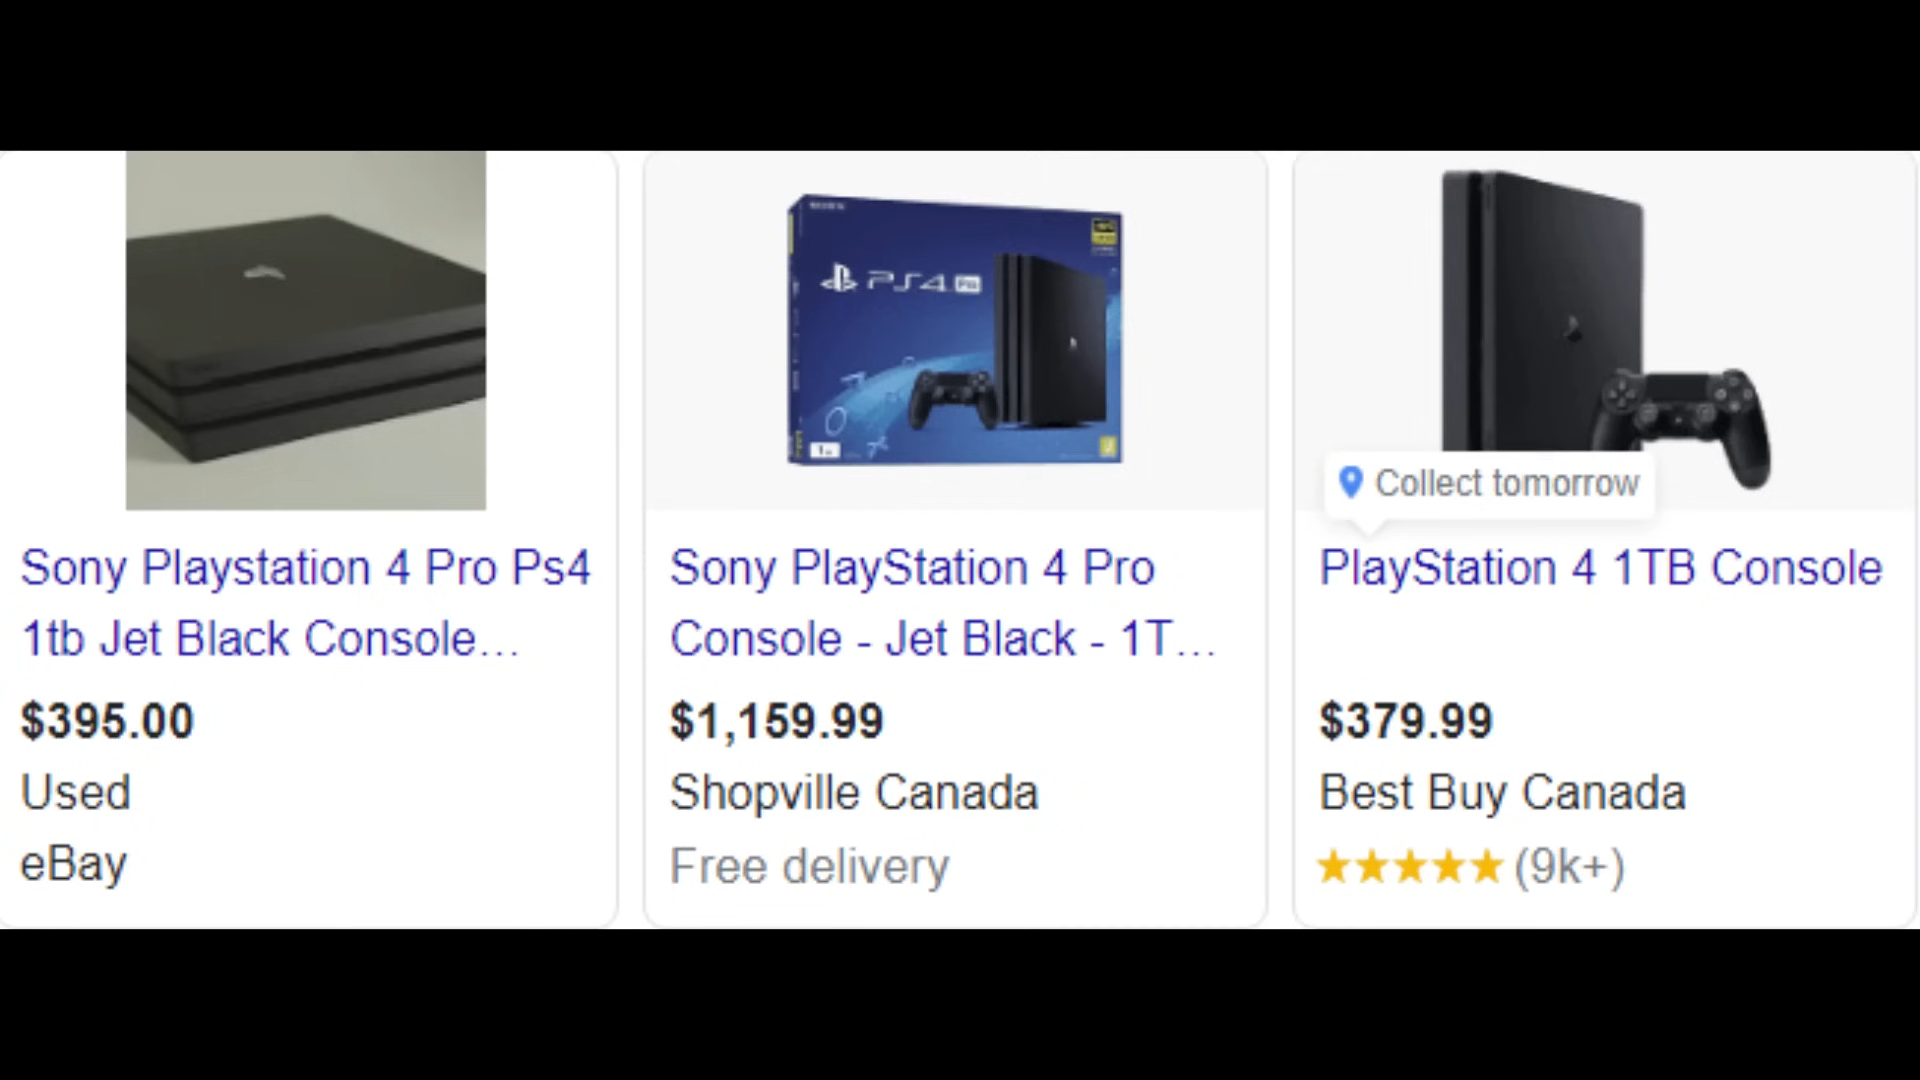 SONY
PS4 PRO
Collect tomorrow
Sony Playstation 4 Pro Ps4
1tb Jet Black Console...
$395.00
Used
eBay
Sony PlayStation 4 Pro
Console - Jet Black - 1T...
$1,159.99
Shopville Canada
Free delivery
PlayStation 4 1TB Console
$379.99
Best Buy Canada
(9k+)